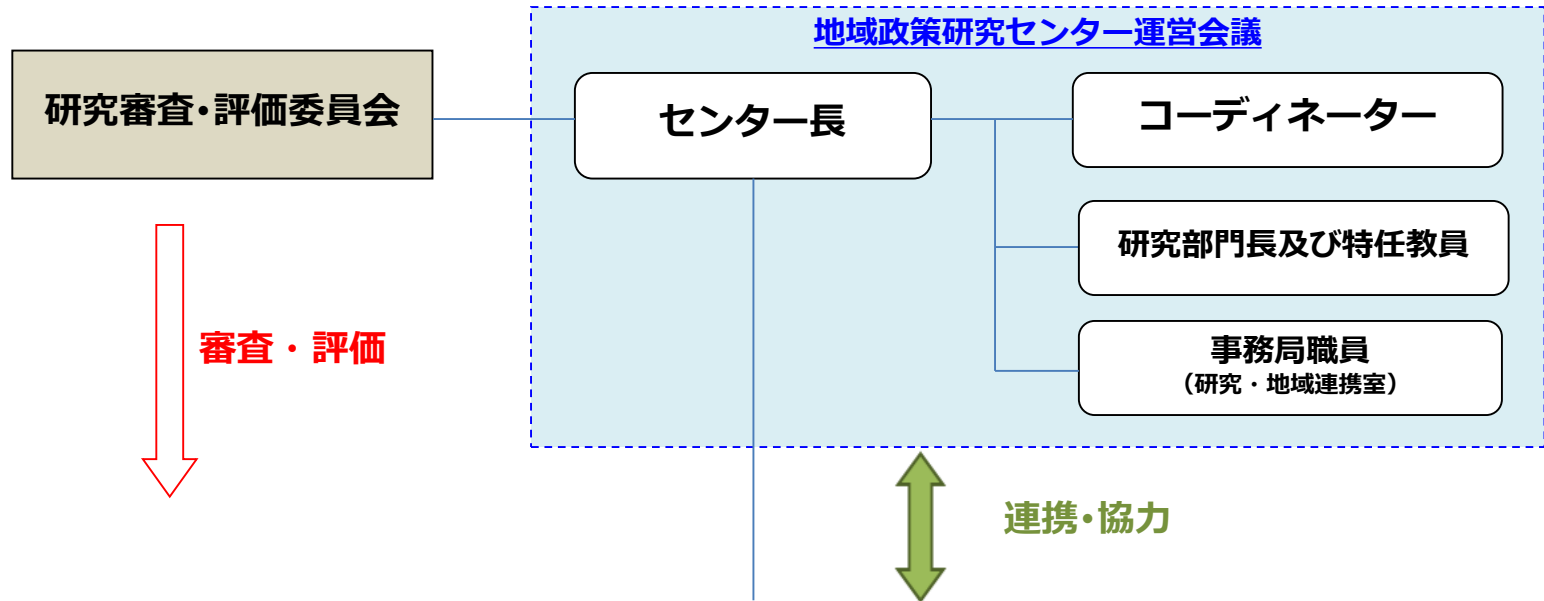 地域政策研究センター運営会議
研究審査・評価委員会
センター長
コーディネーター
研究部門長及び特任教員
事務局職員
（研究・地域連携室）
審査・評価
連携・協力